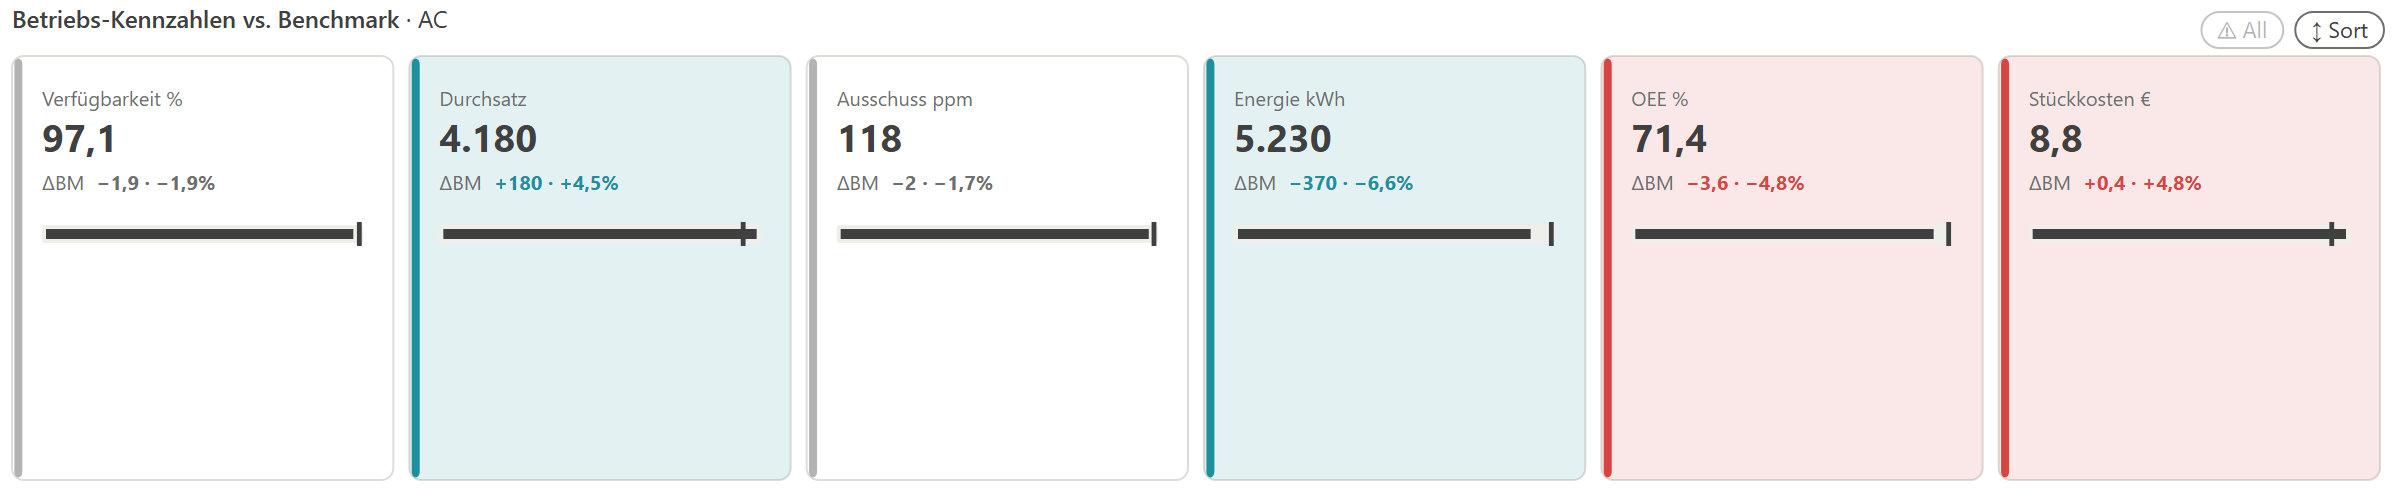 Betriebs-Kennzahlen vs. Benchmark · AC
⚠ All
↕ Sort
Verfügbarkeit %
97,1
ΔBM −1,9 · −1,9%
Durchsatz
4.180
ΔBM +180 · +4,5%
Ausschuss ppm
118
ΔBM −2 · −1,7%
Energie kWh
5.230
ΔBM −370 · −6,6%
OEE %
71,4
ΔBM −3,6 · −4,8%
Stückkosten €
8,8
ΔBM +0,4 · +4,8%